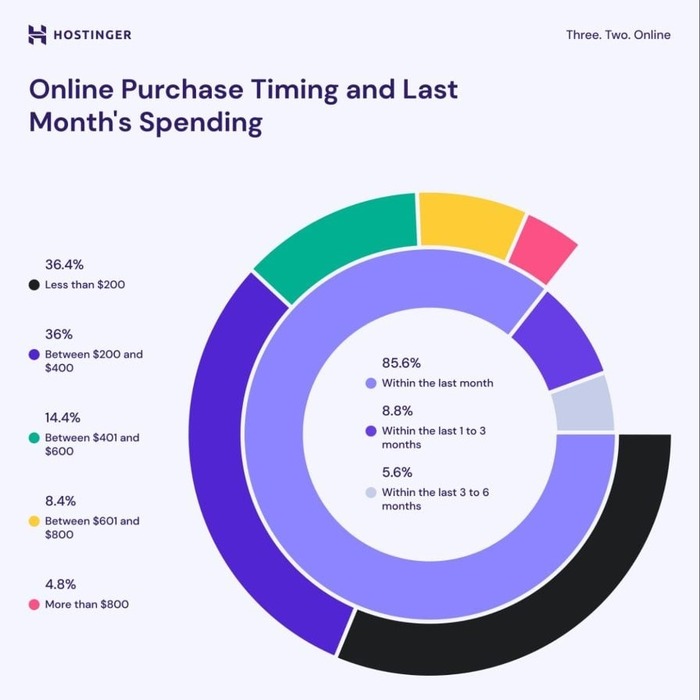 HOSTINGER
Three. Two. Online
Online Purchase Timing and Last
Month's Spending
36.4%
Less than $200
36%
Between $200 and
$400
14.4%
Between $401 and
$600
8.4%
Between $601 and
$800
4.8%
More than $800
85.6%
Within the last month
8.8%
Within the last 1 to 3
months
5.6%
Within the last 3 to 6
months